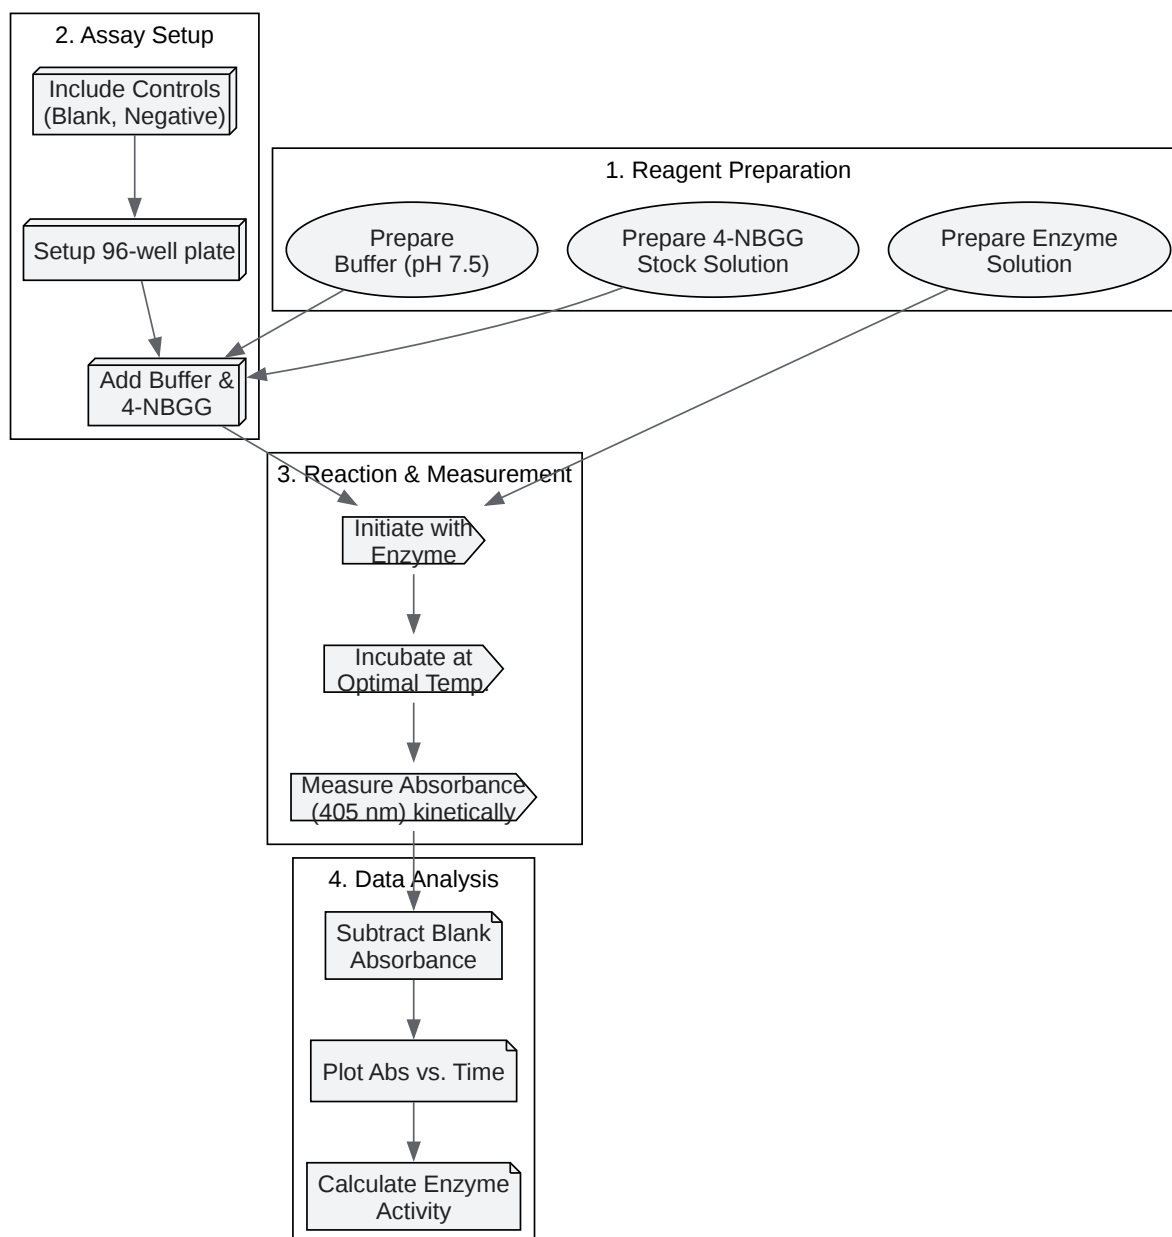 2. Assay Setup
Include Controls
(Blank, Negative)
Setup 96-well plate
Add Buffer &
4-NBGG
1. Reagent Preparation
Prepare
Buffer (pH 7.5)
Prepare 4-NBGG
Stock Solution
Prepare Enzyme
Solution
3. Reaction & Measurement
Initiate with
Enzyme
Incubate at
Optimal Temp.
Measure Absorbance
(405 nm) kinetically
4. Data Analysis
Subtract Blank
Absorbance
Plot Abs vs. Time
Calculate Enzyme
Activity